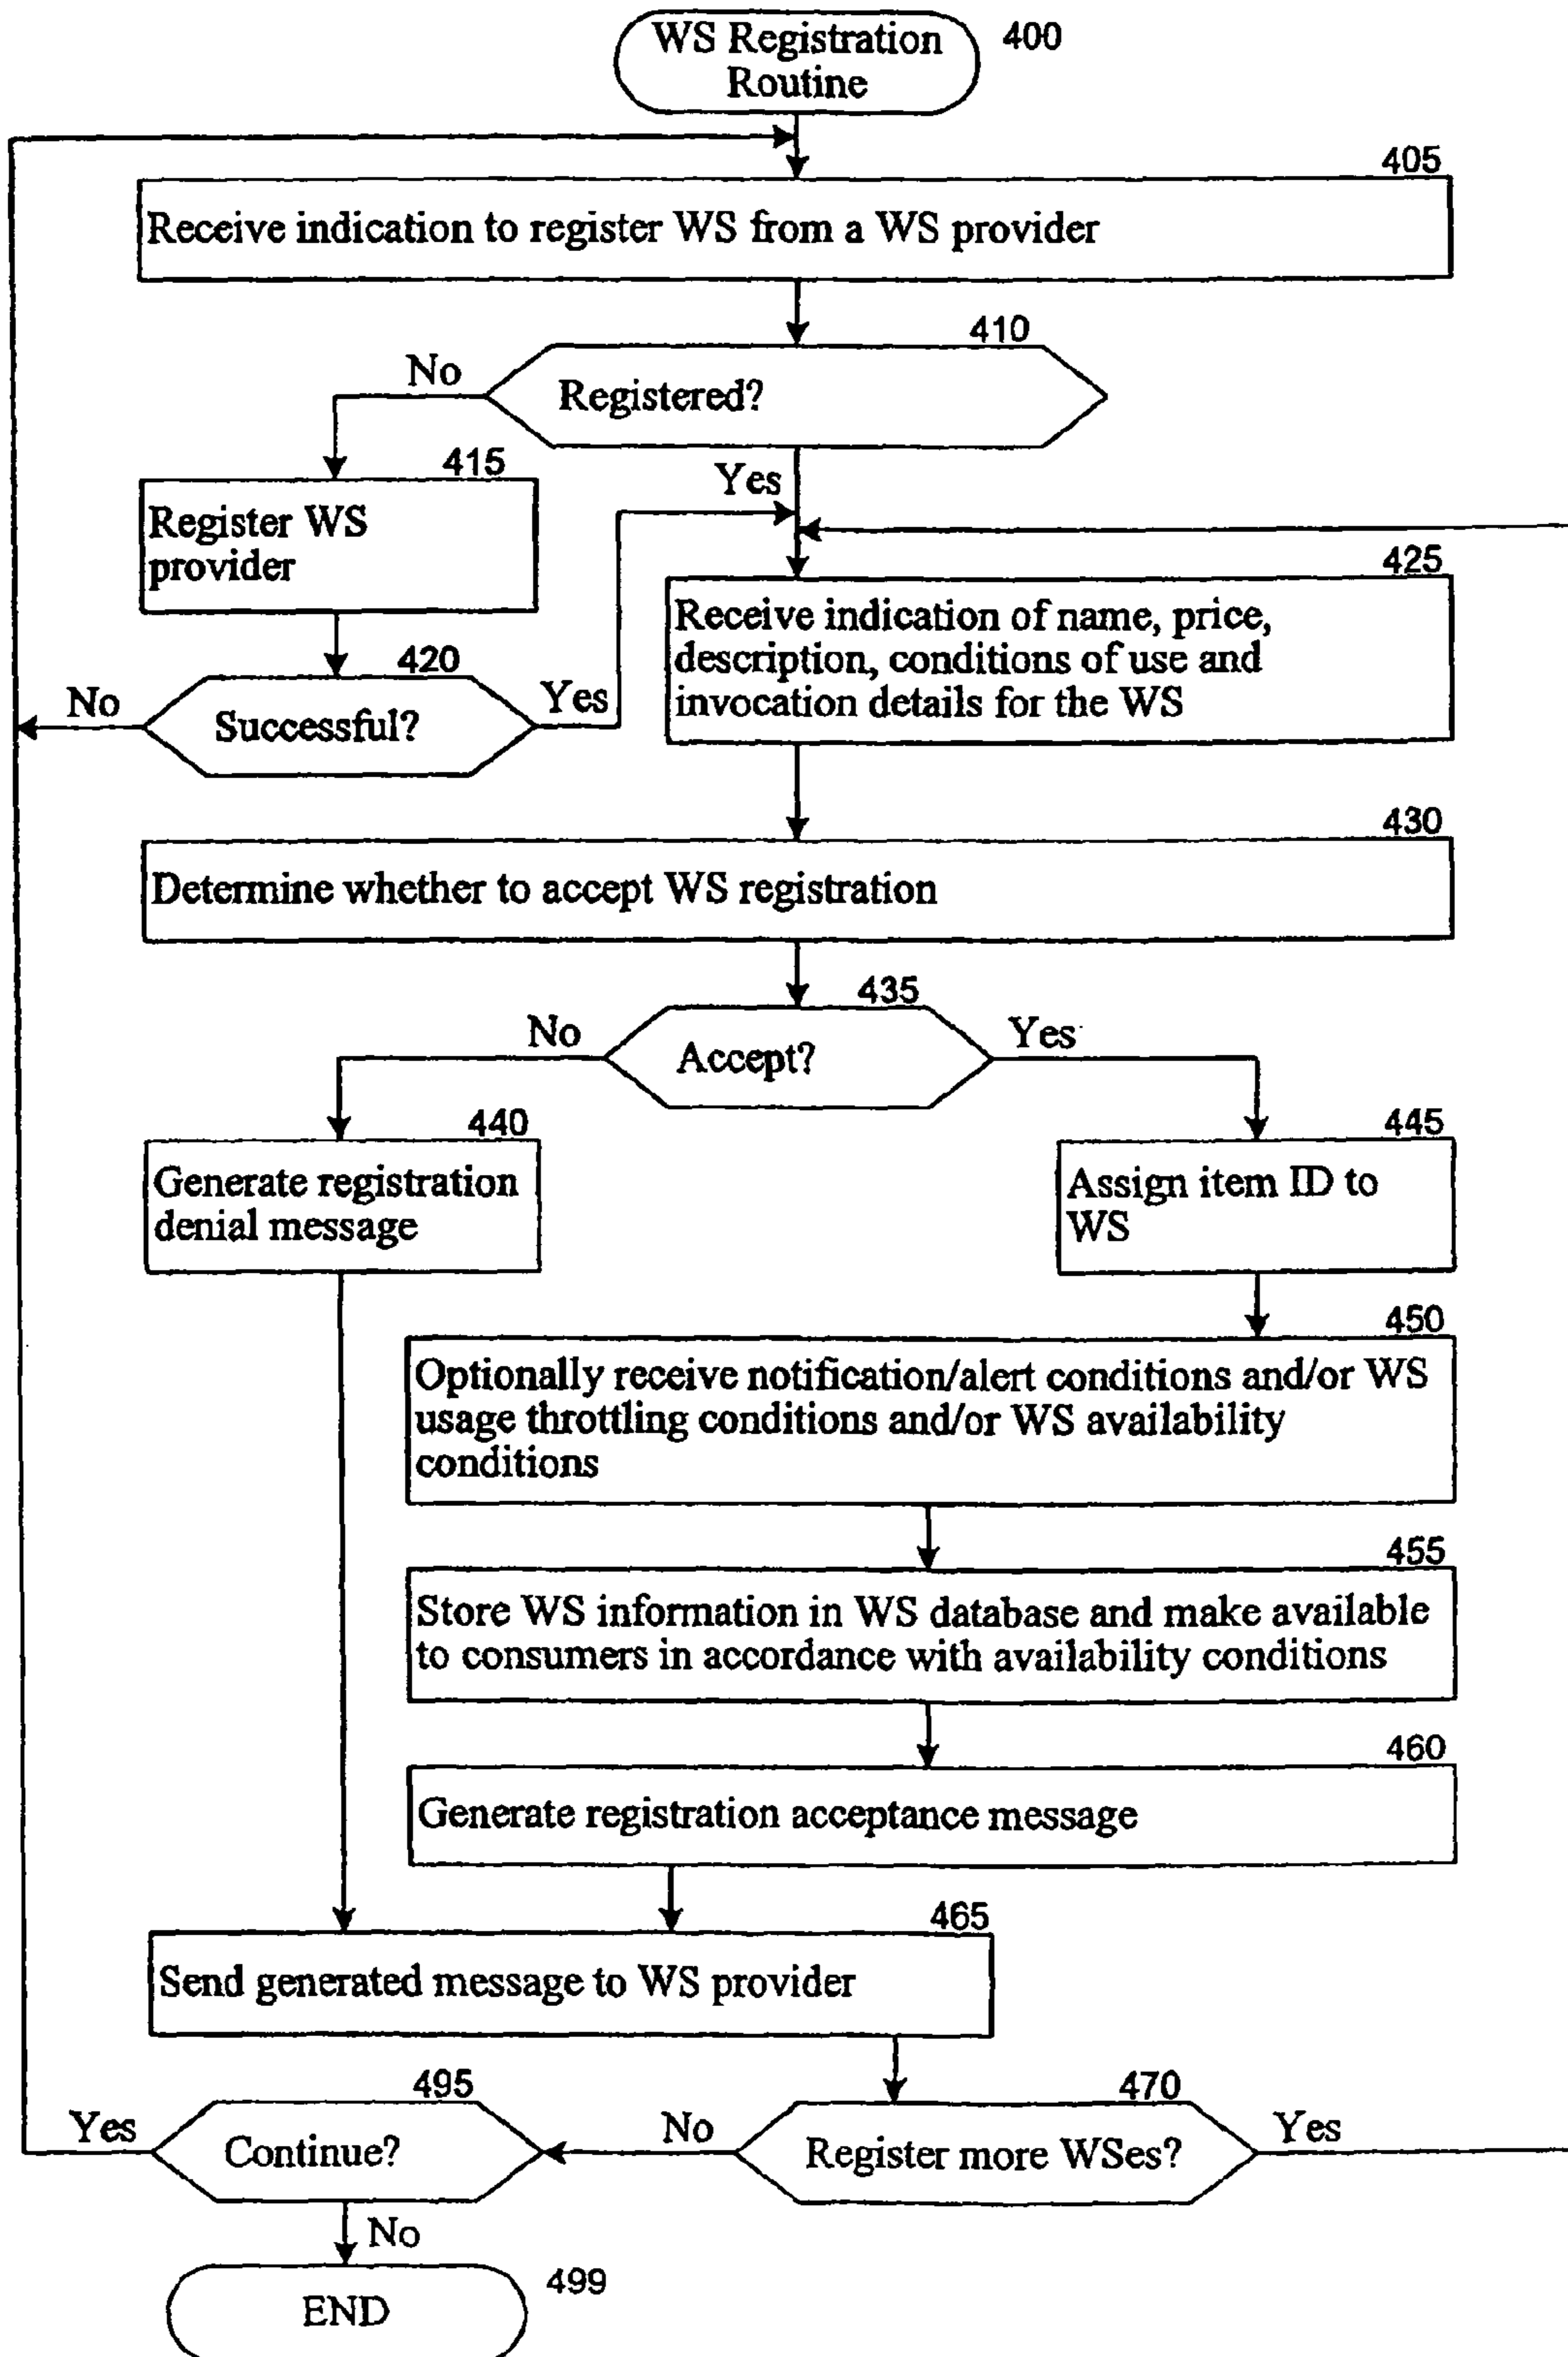 WS Registration
Routine
400
405
Receive indication to register WS from a WS provider
410
No
Registered?
415
Yes
Register WS
provider
425
Receive indication of name, price,
description, conditions of use and
invocation details for the WS
420
No
Successful?
Yes
430
Determine whether to accept WS registration
435
No
Accept?
Yes
440
Generate registration
denial message
445
Assign item ID to
WS
450
Optionally receive notification/alert conditions and/or WS
usage throttling conditions and/or WS availability
conditions
455
Store WS information in WS database and make available
to consumers in accordance with availability conditions
460
Generate registration acceptance message
465
Send generated message to WS provider
495
470
Yes
Continue?
No
Register more WSes?
Yes
No
499
END